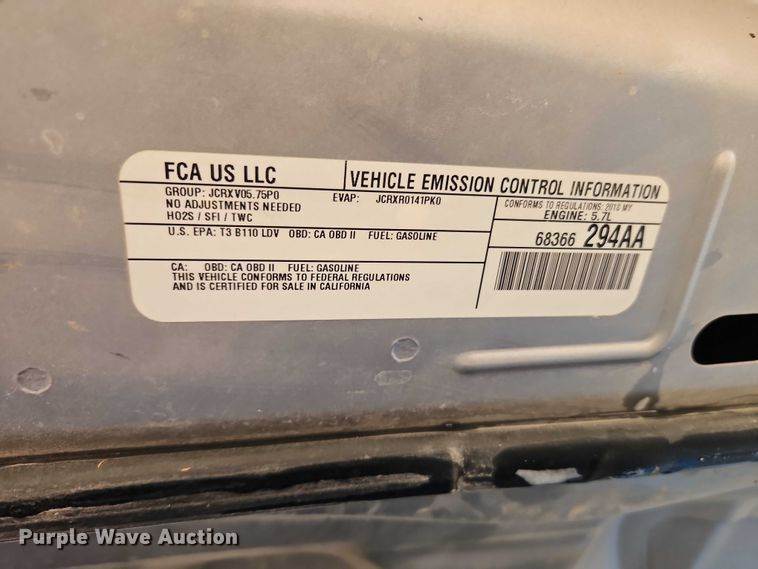 FCA US LLC
VEHICLE EMISSION CONTROL INFORMATION
GROUP: JCRXV05.75P0 EVAP: JCRXR0141PK0
NO ADJUSTMENTS NEEDED
HO2S / SFI / TWC
CONFORMS TO REGULATIONS: 2018 MY
ENGINE: 5.7L
U.S. EPA: T3 B110 LDV OBD: CA OBD II FUEL: GASOLINE
68366 294AA
CA: OBD: CA OBD II FUEL: GASOLINE
THIS VEHICLE CONFORMS TO FEDERAL REGULATIONS
AND IS CERTIFIED FOR SALE IN CALIFORNIA
Purple Wave Auction